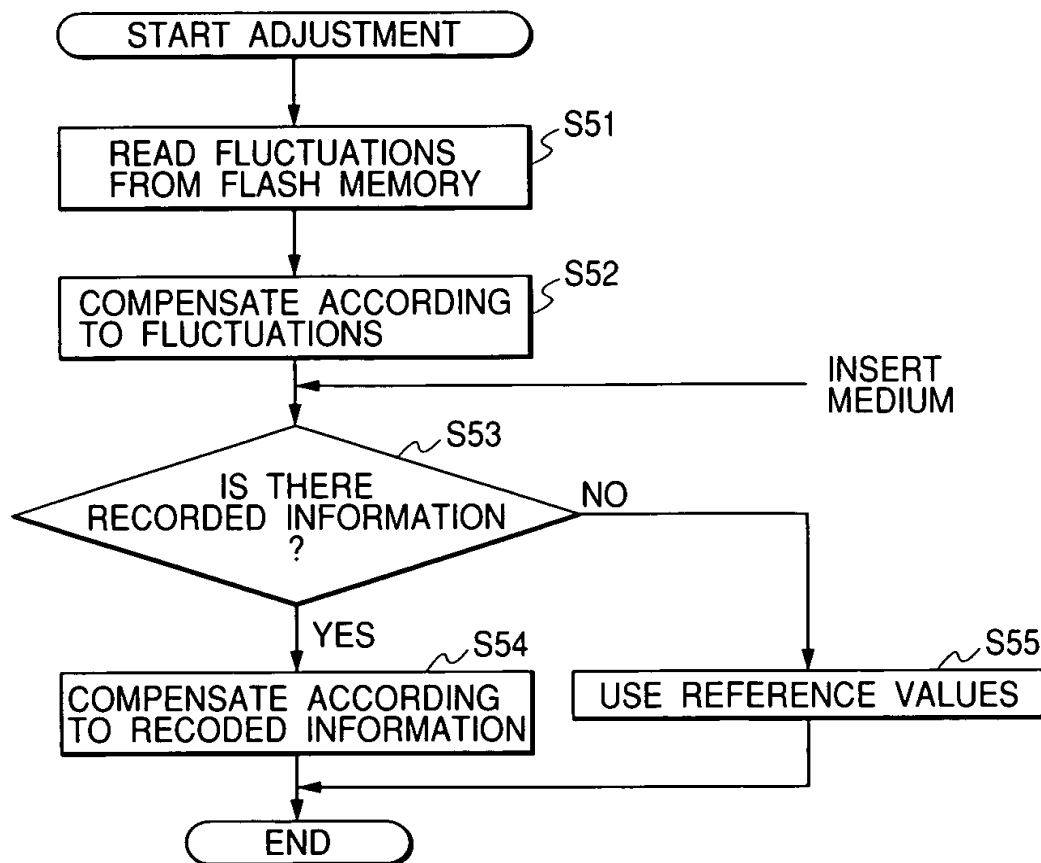 START ADJUSTMENT
S51
READ FLUCTUATIONS
FROM FLASH MEMORY
S52
COMPENSATE ACCORDING
TO FLUCTUATIONS
INSERT
MEDIUM
S53
IS THERE
RECORDED INFORMATION
?
NO
YES
S54
COMPENSATE ACCORDING
TO RECODED INFORMATION
S55
USE REFERENCE VALUES
END